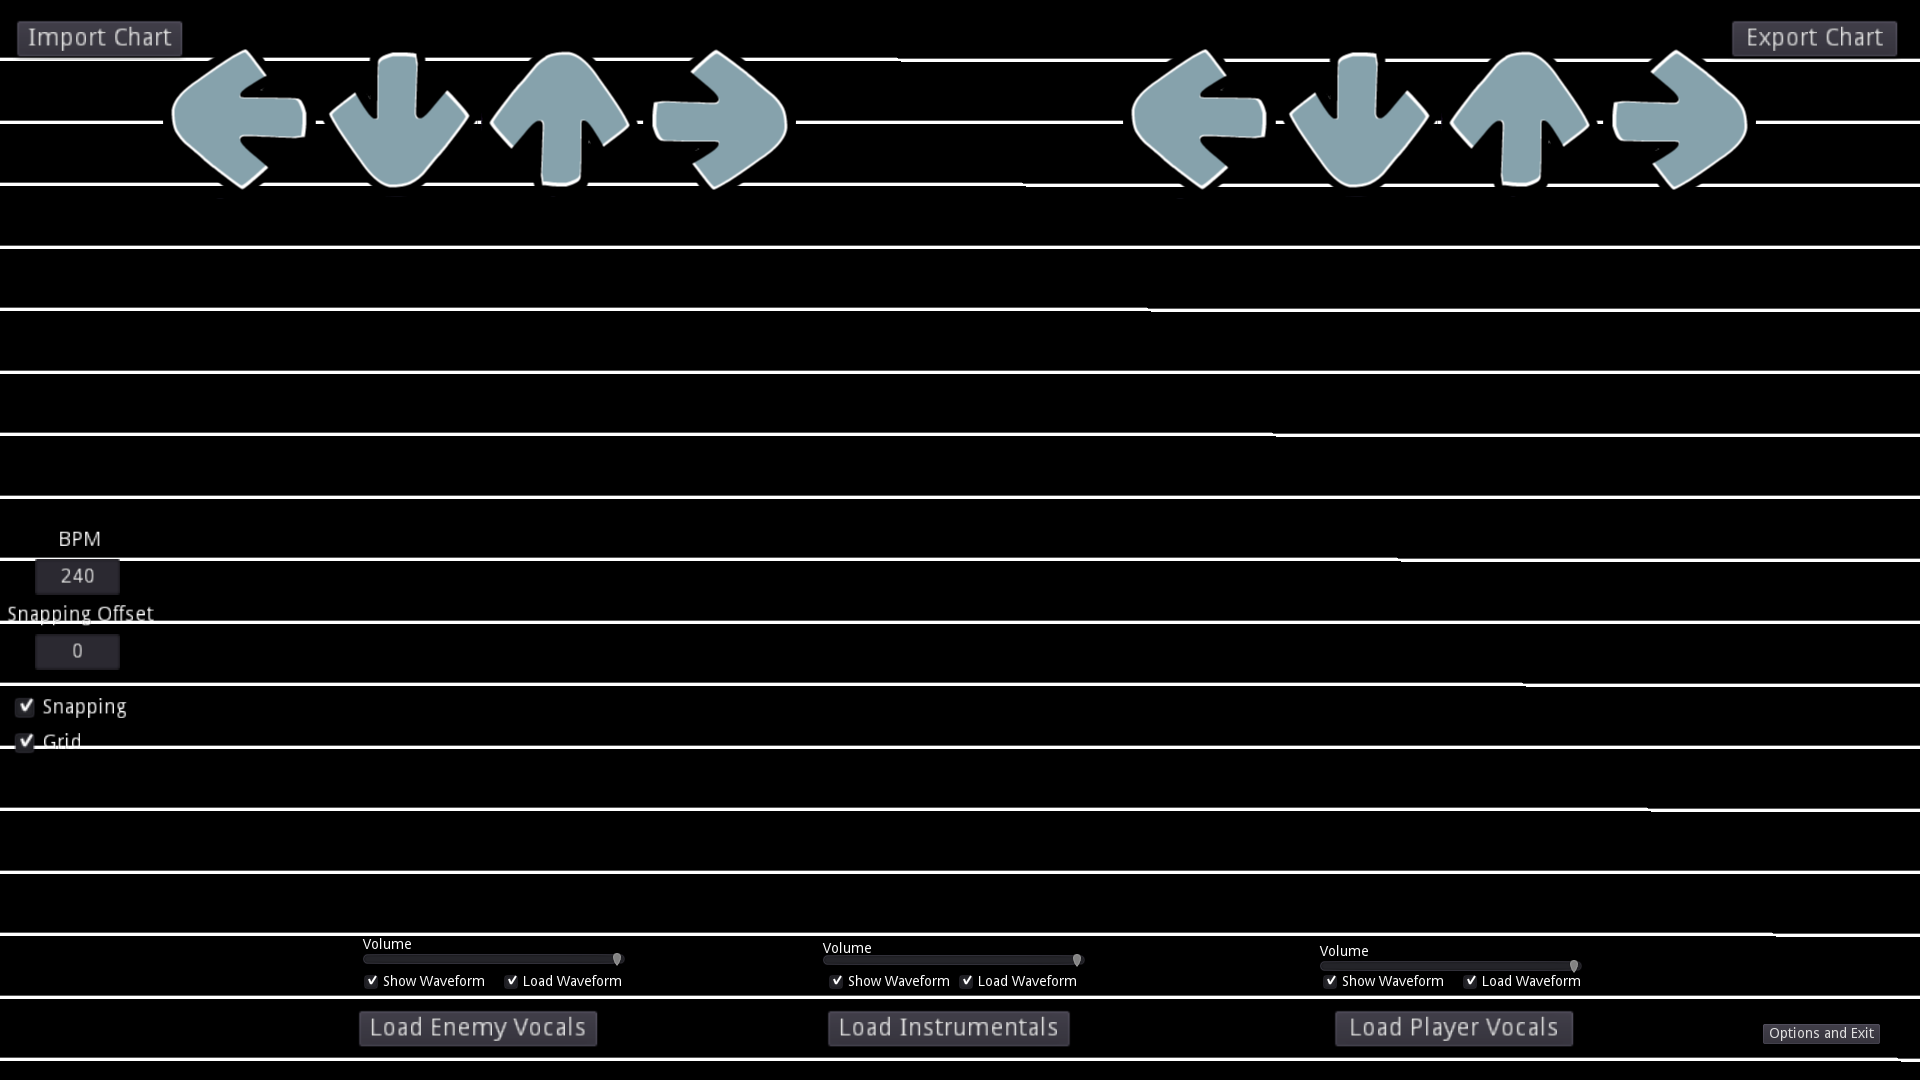 Import Chart
Export Chart
BPM
240
Snapping Offset
0
Snapping
Grid
Volume
Show Waveform
Load Waveform
Load Enemy Vocals
Volume
Show Waveform
Load Waveform
Load Instrumentals
Volume
Show Waveform
Load Waveform
Load Player Vocals
Options and Exit